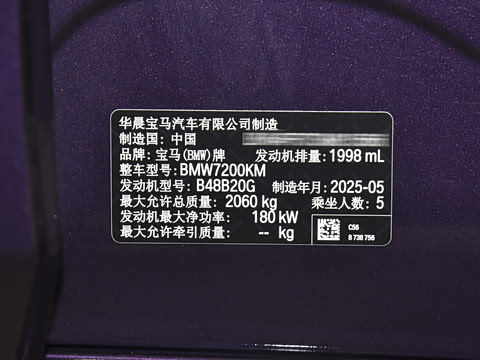 华晨宝马汽车有限公司制造
制造国：中国
品牌：宝马(BMW)牌 发动机排量：1998 mL
整车型号：BMW7200KM
发动机型号：B48B20G 制造年月：2025-05
最大允许总质量：2060 kg 乘坐人数：5
发动机最大净功率：180 kW
最大允许牵引质量：-- kg
C56
8 738 756